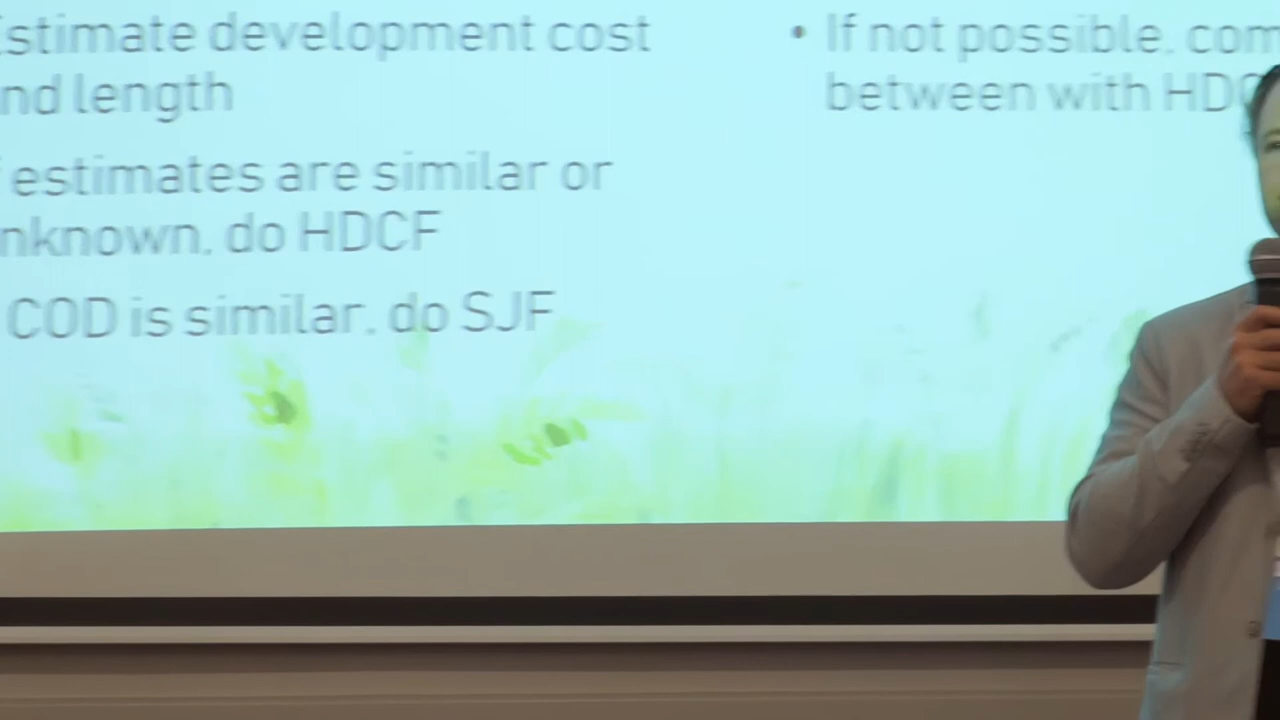 stimate development cost
nd length
estimates are similar or
nknown, do HDCF
COD is similar, do SJF
• If not possible, com
between with HDC